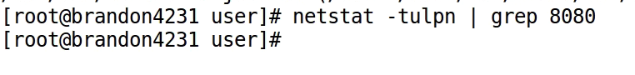 [root@brandon4231 user]# netstat -tulpn | grep 8080
[root@brandon4231 user]#